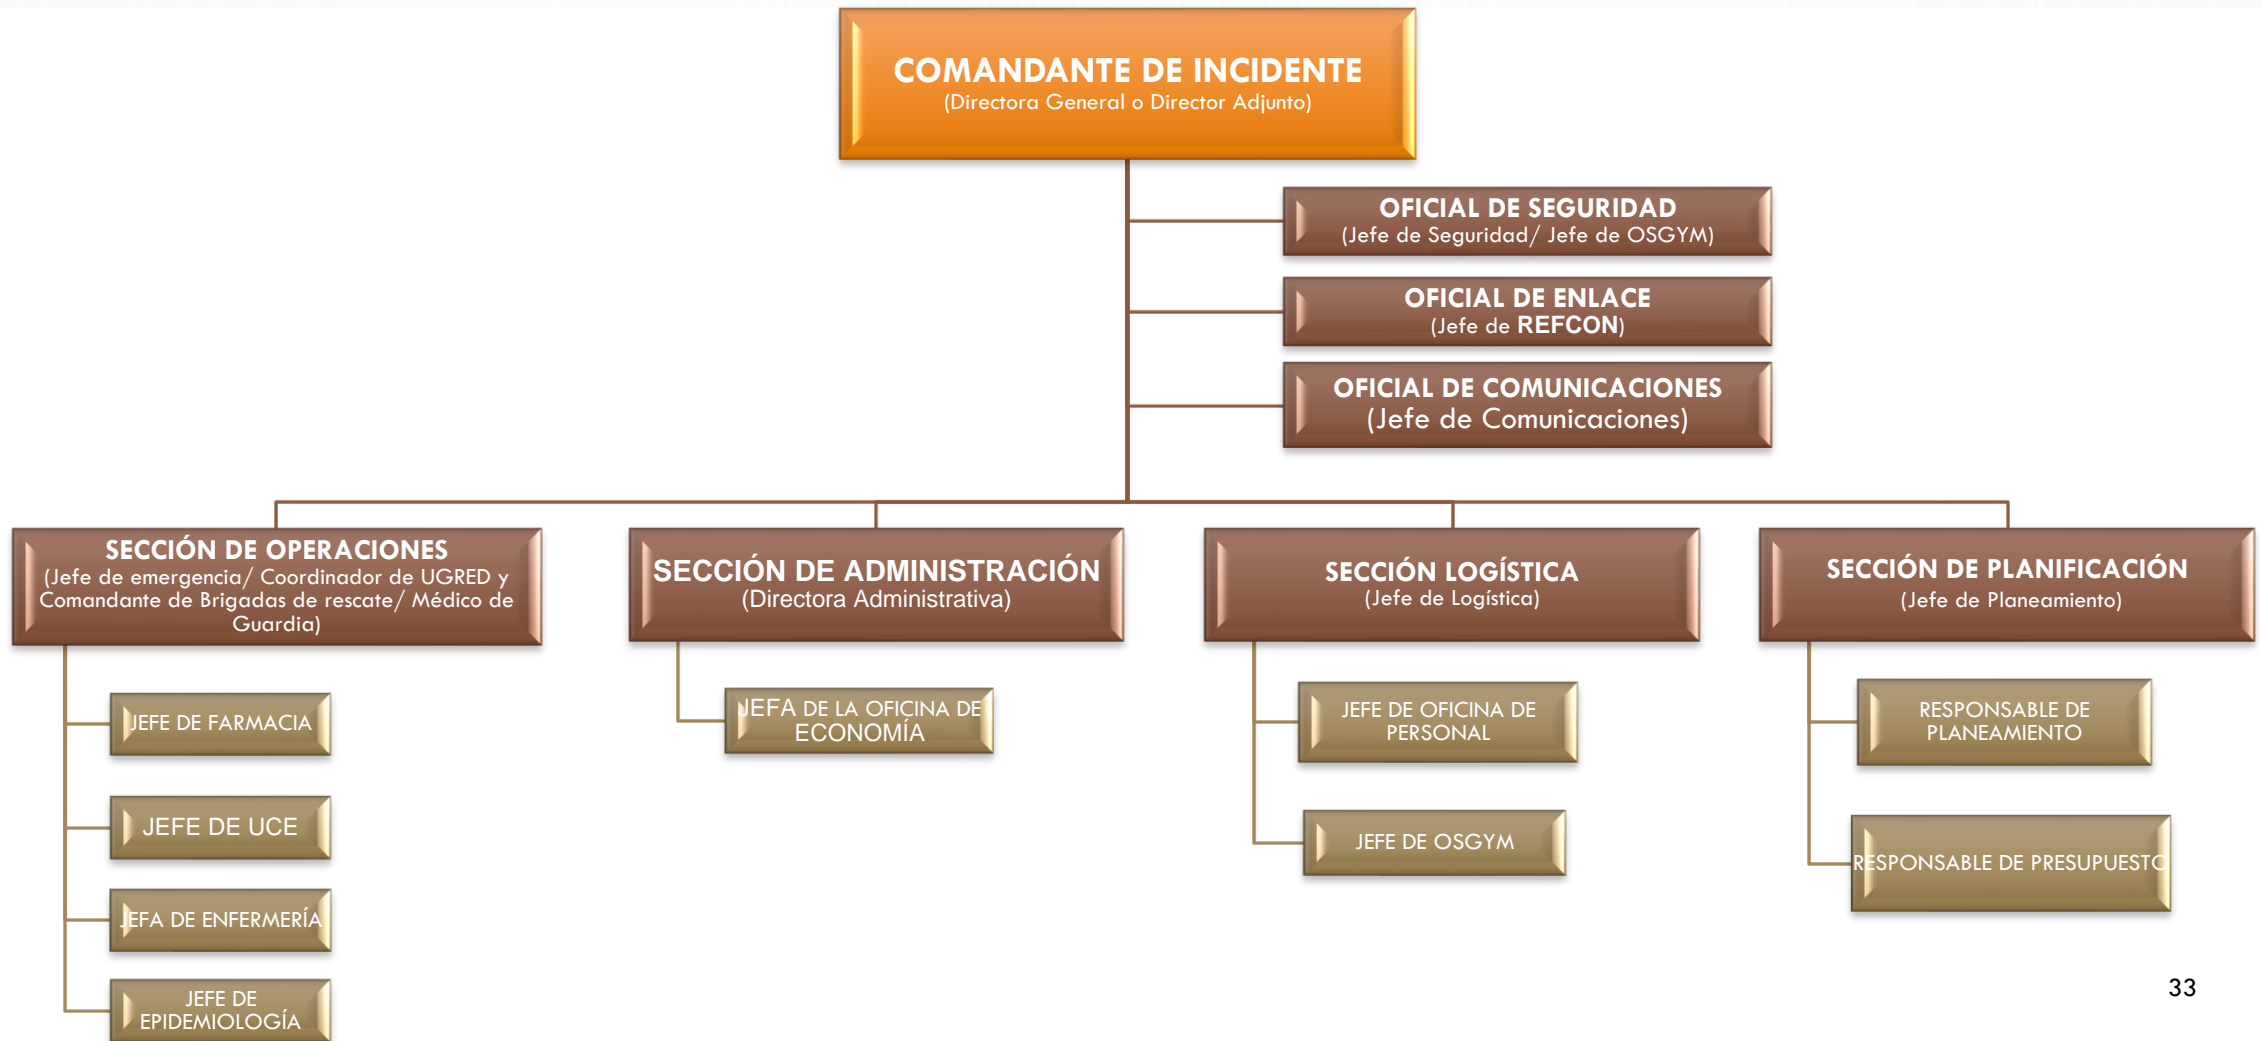 COMANDANTE DE INCIDENTE
(Directora General o Director Adjunto)
OFICIAL DE SEGURIDAD
(Jefe de Seguridad/ Jefe de OSGYM)
OFICIAL DE ENLACE
(Jefe de REFCON)
OFICIAL DE COMUNICACIONES
(Jefe de Comunicaciones)
SECCIÓN DE OPERACIONES
(Jefe de emergencia/ Coordinador de UGRED y
Comandante de Brigadas de rescate/ Médico de
Guardia)
JEFE DE FARMACIA
JEFE DE UCE
JEFA DE ENFERMERÍA
JEFE DE
EPIDEMIOLOGÍA
SECCIÓN DE ADMINISTRACIÓN
(Directora Administrativa)
JEFA DE LA OFICINA DE
ECONOMÍA
SECCIÓN LOGÍSTICA
(Jefe de Logística)
JEFE DE OFICINA DE
PERSONAL
JEFE DE OSGYM
SECCIÓN DE PLANIFICACIÓN
(Jefe de Planeamiento)
RESPONSABLE DE
PLANEAMIENTO
RESPONSABLE DE PRESUPUESTO
33